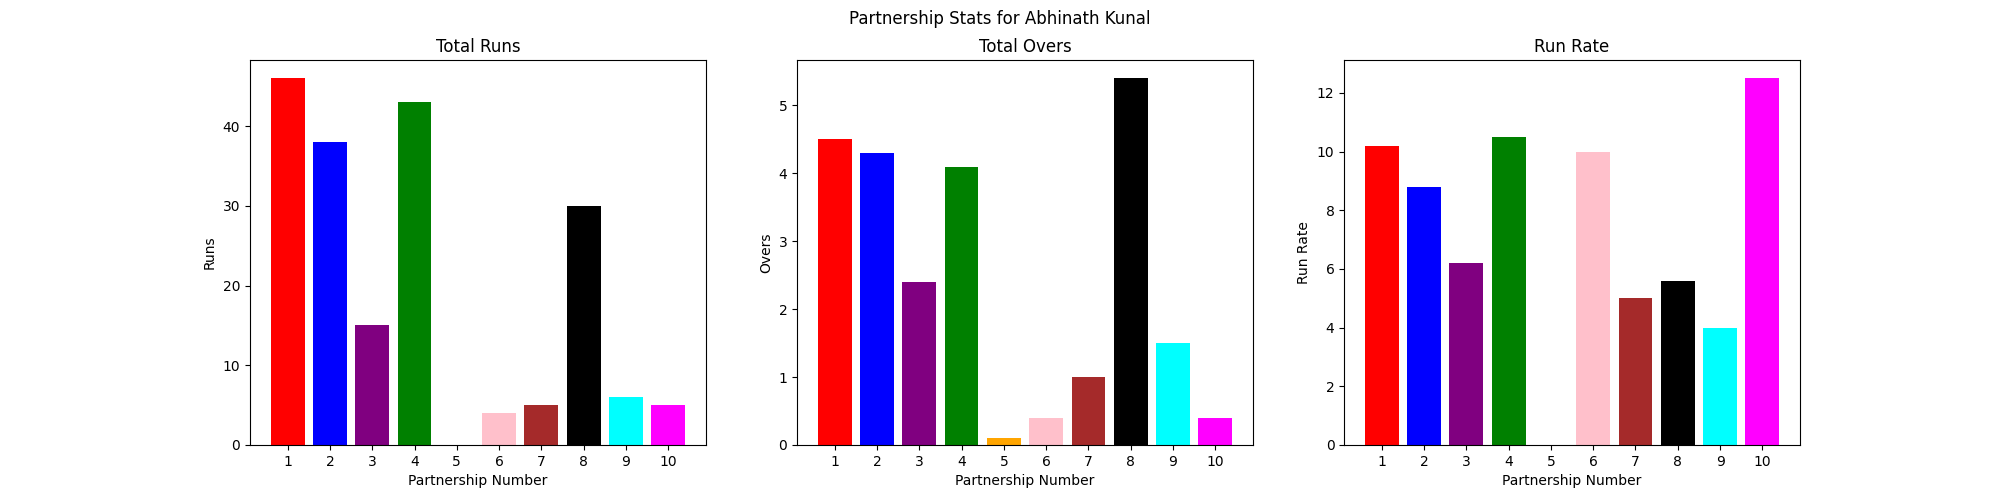 Partnership Stats for Abhinath Kunal
Total Runs
Runs
40
30
20
10
0
1 2 3 4 5 6 7 8 9 10
Partnership Number
Total Overs
Overs
5
4
3
2
1
0
1 2 3 4 5 6 7 8 9 10
Partnership Number
Run Rate
Run Rate
12
10
8
6
4
2
0
1 2 3 4 5 6 7 8 9 10
Partnership Number